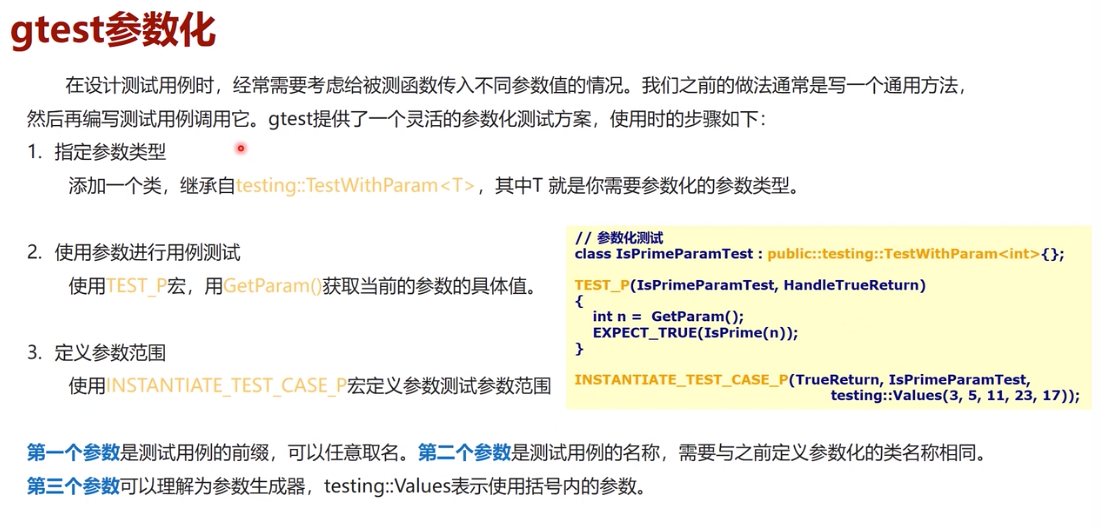 gtest参数化
在设计测试用例时，经常需要考虑给被测函数传入不同参数值的情况。我们之前的做法通常是写一个通用方法，
然后再编写测试用例调用它。gtest提供了一个灵活的参数化测试方案，使用时的步骤如下：
1. 指定参数类型
添加一个类，继承自testing::TestWithParam<T>，其中T 就是你需要参数化的参数类型。
2. 使用参数进行用例测试
使用TEST_P宏，用GetParam()获取当前的参数的具体值。
3. 定义参数范围
使用INSTANTIATE_TEST_CASE_P宏定义参数测试参数范围
// 参数化测试
class IsPrimeParamTest : public::testing::TestWithParam<int>{};
TEST_P(IsPrimeParamTest, HandleTrueReturn)
{
int n = GetParam();
EXPECT_TRUE(IsPrime(n));
}
INSTANTIATE_TEST_CASE_P(TrueReturn, IsPrimeParamTest,
testing::Values(3, 5, 11, 23, 17));
第一个参数是测试用例的前缀，可以任意取名。第二个参数是测试用例的名称，需要与之前定义参数化的类名称相同。
第三个参数可以理解为参数生成器，testing::Values表示使用括号内的参数。